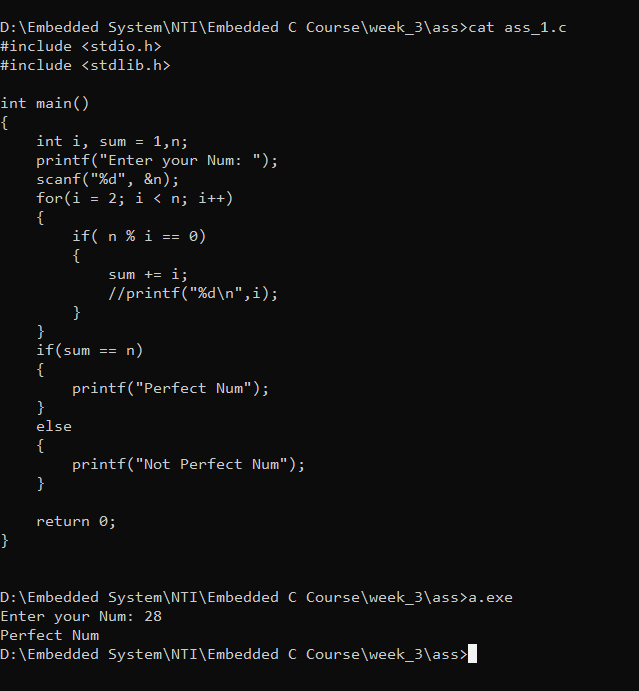 D:\Embedded System\NTI\Embedded C Course\week_3\ass>cat ass_1.c
#include <stdio.h>
#include <stdlib.h>

int main()
{
    int i, sum = 1,n;
    printf("Enter your Num: ");
    scanf("%d", &n);
    for(i = 2; i < n; i++)
    {
        if( n % i == 0)
        {
            sum += i;
            //printf("%d\n",i);
        }
    }
    if(sum == n)
    {
        printf("Perfect Num");
    }
    else
    {
        printf("Not Perfect Num");
    }

    return 0;
}

D:\Embedded System\NTI\Embedded C Course\week_3\ass>a.exe
Enter your Num: 28
Perfect Num
D:\Embedded System\NTI\Embedded C Course\week_3\ass>